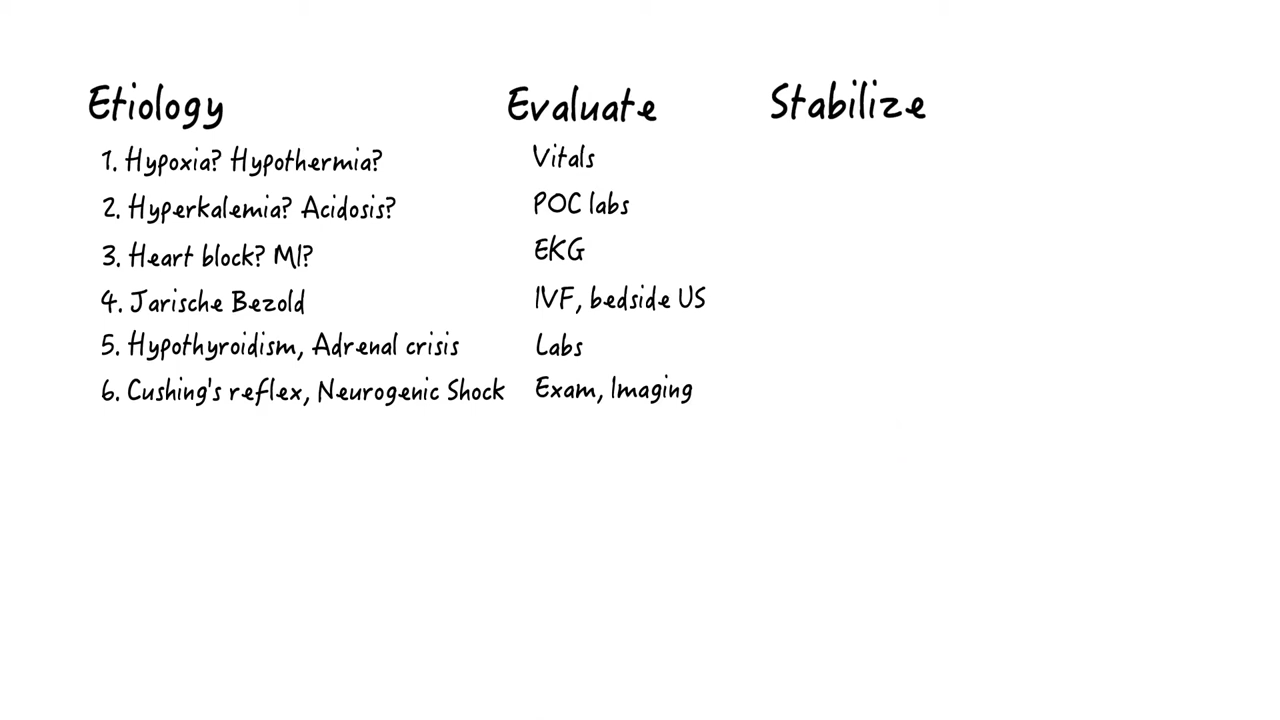 Etiology Evaluate Stabilize
1. Hypoxia? Hypothermia? Vitals
2. Hyperkalemia? Acidosis? POC labs
3. Heart block? MI? EKG
4. Jarische Bezold IVF, bedside US
5. Hypothyroidism, Adrenal crisis Labs
6. Cushing's reflex, Neurogenic Shock Exam, Imaging